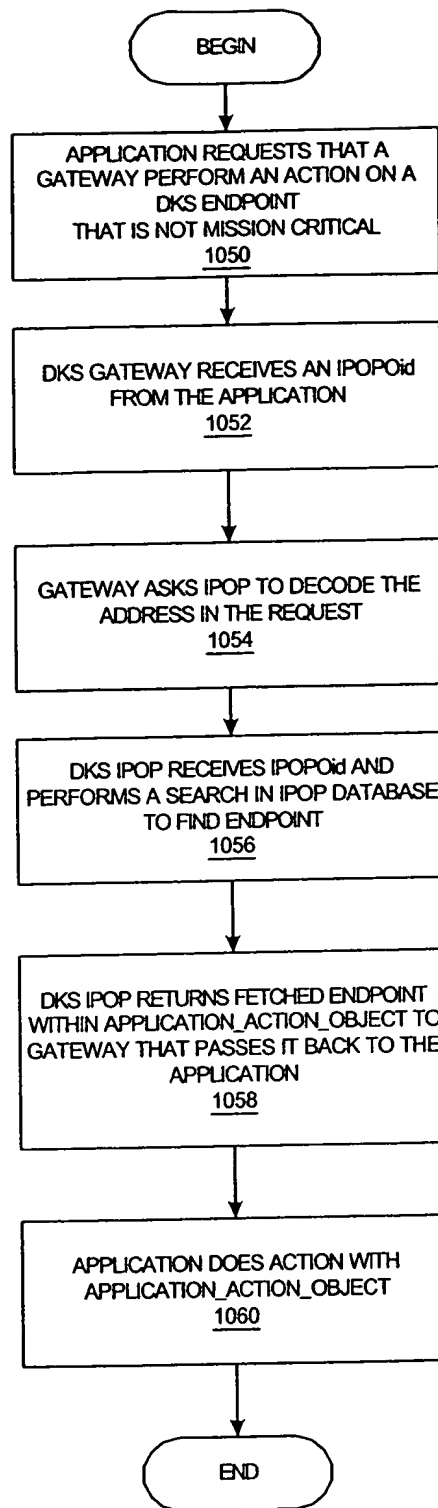 BEGIN
APPLICATION REQUESTS THAT A
GATEWAY PERFORM AN ACTION ON A
DKS ENDPOINT
THAT IS NOT MISSION CRITICAL
1050
DKS GATEWAY RECEIVES AN IPOPOid
FROM THE APPLICATION
1052
GATEWAY ASKS IPOP TO DECODE THE
ADDRESS IN THE REQUEST
1054
DKS IPOP RECEIVES IPOPOid AND
PERFORMS A SEARCH IN IPOP DATABASE
TO FIND ENDPOINT
1056
DKS IPOP RETURNS FETCHED ENDPOINT
WITHIN APPLICATION_ACTION_OBJECT TO
GATEWAY THAT PASSES IT BACK TO THE
APPLICATION
1058
APPLICATION DOES ACTION WITH
APPLICATION_ACTION_OBJECT
1060
END